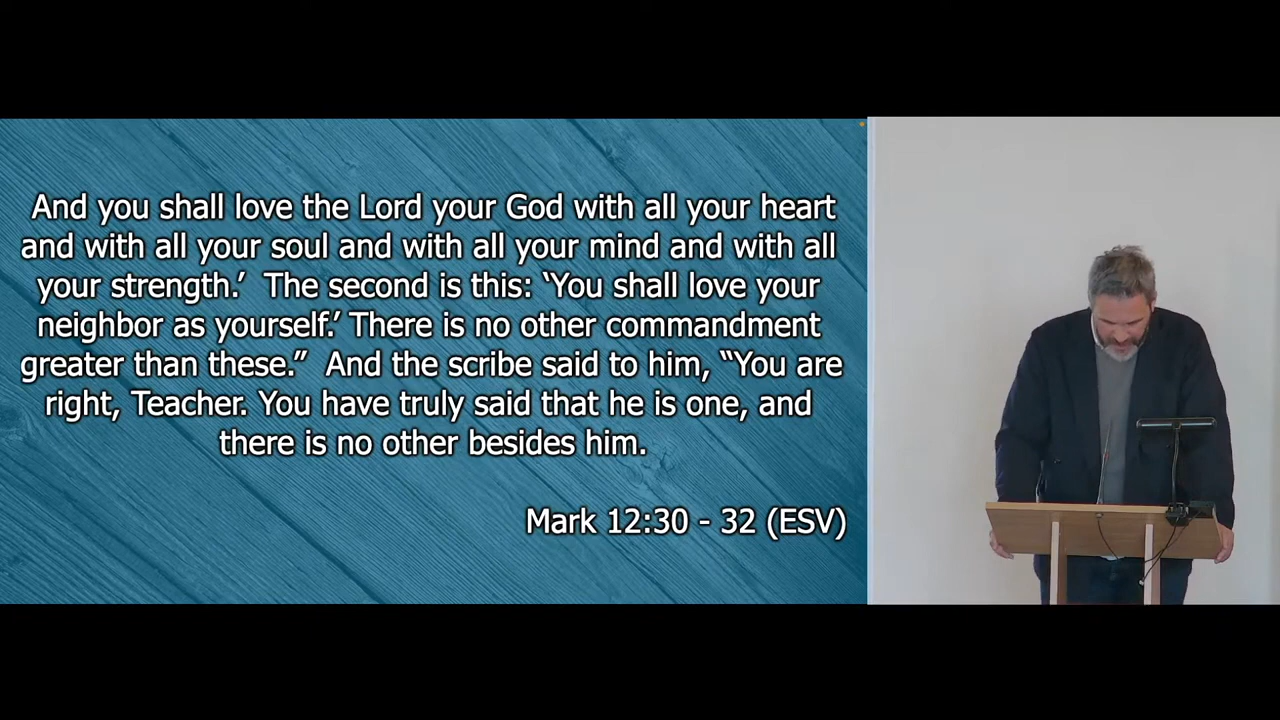 And you shall love the Lord your God with all your heart
and with all your soul and with all your mind and with all
your strength.’  The second is this: ‘You shall love your
neighbor as yourself.’ There is no other commandment
greater than these.”  And the scribe said to him, “You are
right, Teacher. You have truly said that he is one, and
there is no other besides him.
Mark 12:30 - 32 (ESV)